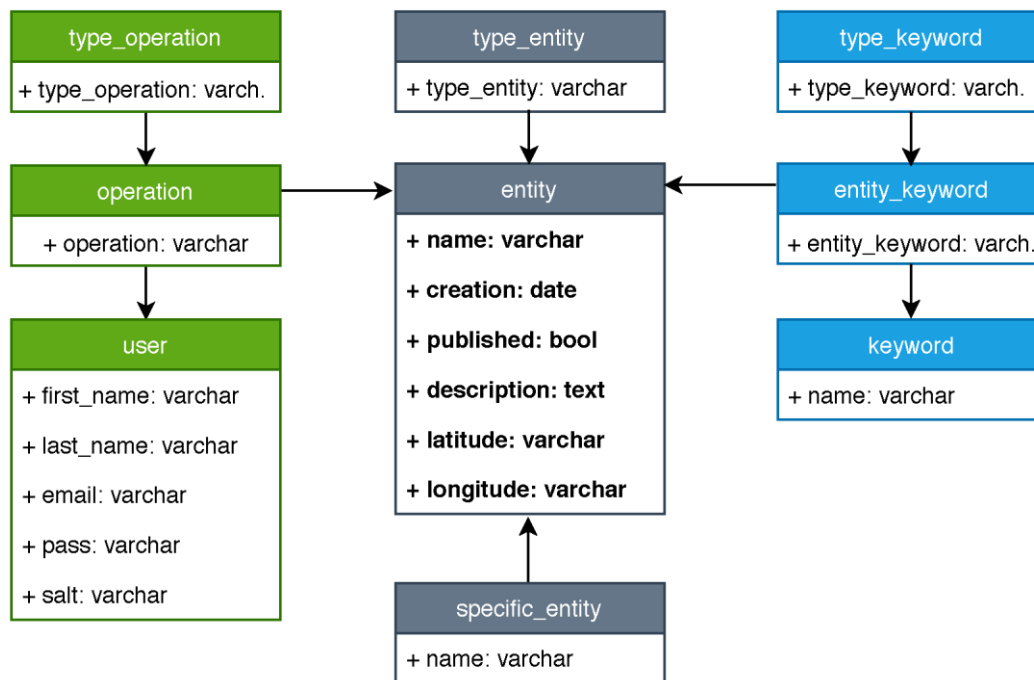 type_operation
+ type_operation: varch.
operation
+ operation: varchar
user
+ first_name: varchar
+ last_name: varchar
+ email: varchar
+ pass: varchar
+ salt: varchar
type_entity
+ type_entity: varchar
entity
+ name: varchar
+ creation: date
+ published: bool
+ description: text
+ latitude: varchar
+ longitude: varchar
specific_entity
+ name: varchar
type_keyword
+ type_keyword: varch.
entity_keyword
+ entity_keyword: varch.
keyword
+ name: varchar